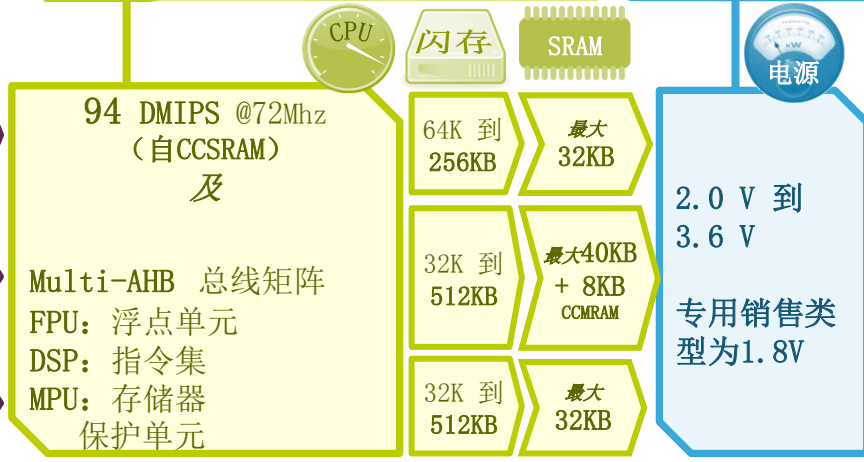 CPU
闪存
SRAM
kW
电源
94 DMIPS @72Mhz
（自CCSRAM）
及
Multi-AHB 总线矩阵
FPU：浮点单元
DSP：指令集
MPU：存储器
保护单元
64K 到
256KB
最大
32KB
32K 到
512KB
最大40KB
+ 8KB
CCMRAM
32K 到
512KB
最大
32KB
2.0 V 到
3.6 V
专用销售类
型为1.8V